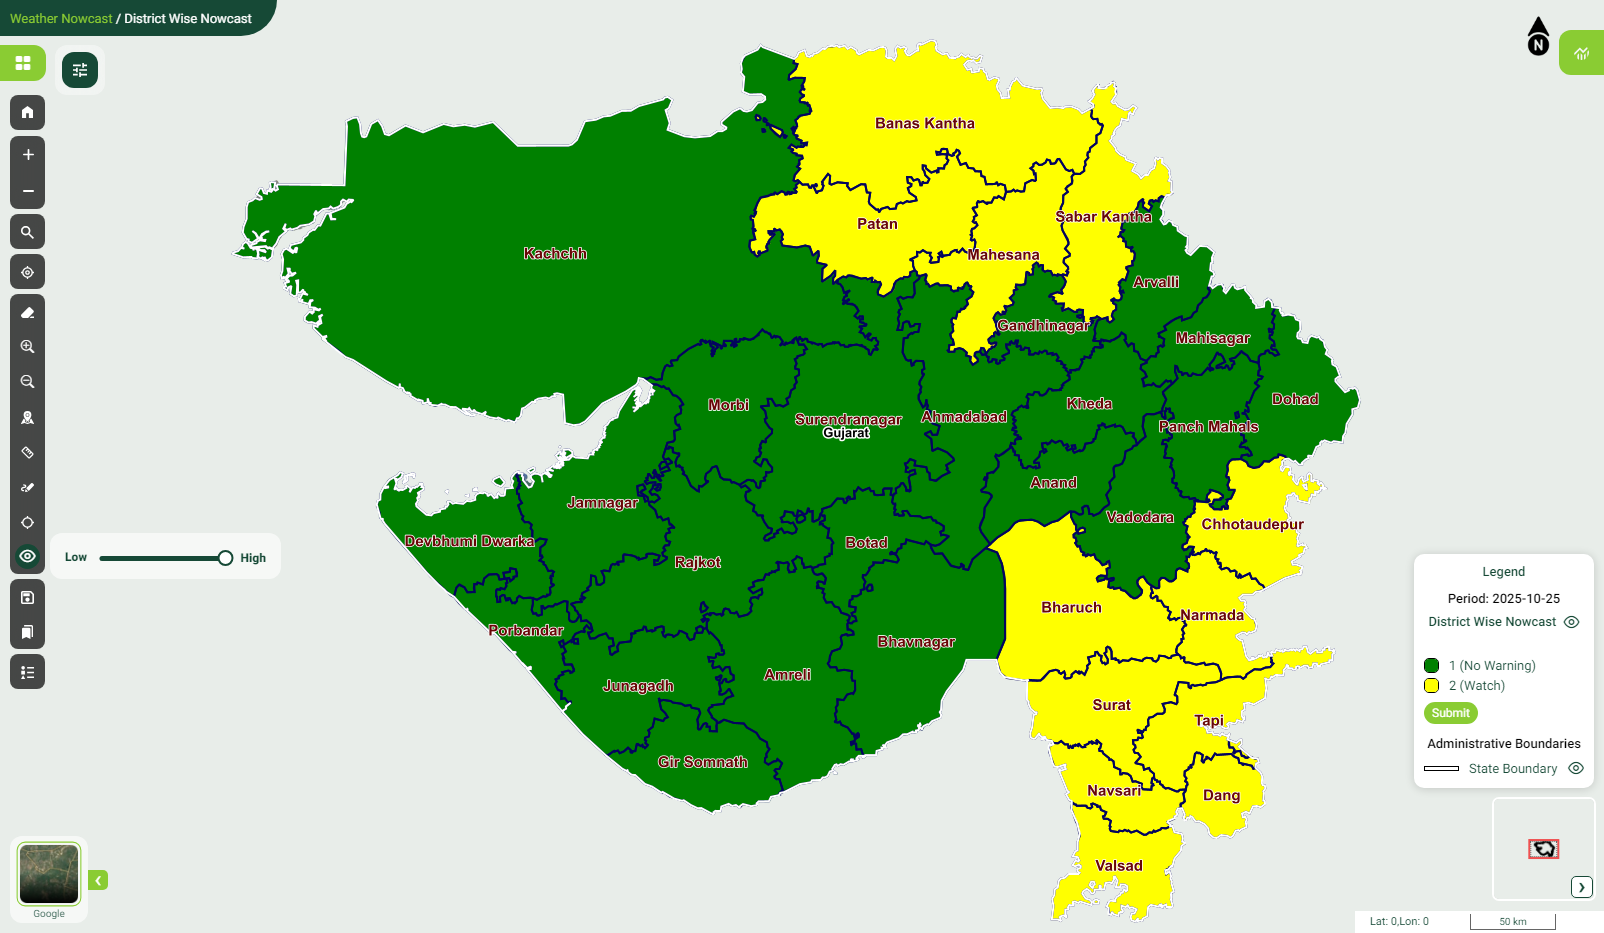 Weather Nowcast / District Wise Nowcast
N
Banas Kantha
Patan
Sabar Kantha
Mahesana
Kachchh
Arvalli
Gandhinagar
Mahisagar
Morbi
Surendranagar
Gujarat
Ahmadabad
Kheda
Dohad
Panch Mahals
Anand
Jamnagar
Vadodara
Chhotaudepur
Devbhumi Dwarka
Botad
Rajkot
Low
High
Bharuch
Narmada
Porbandar
Bhavnagar
Amreli
Junagadh
Surat
Tapi
Gir Somnath
Navsari
Dang
Valsad
Legend
Period: 2025-10-25
District Wise Nowcast
1 (No Warning)
2 (Watch)
Submit
Administrative Boundaries
State Boundary
Google
Lat: 0,Lon: 0
50 km